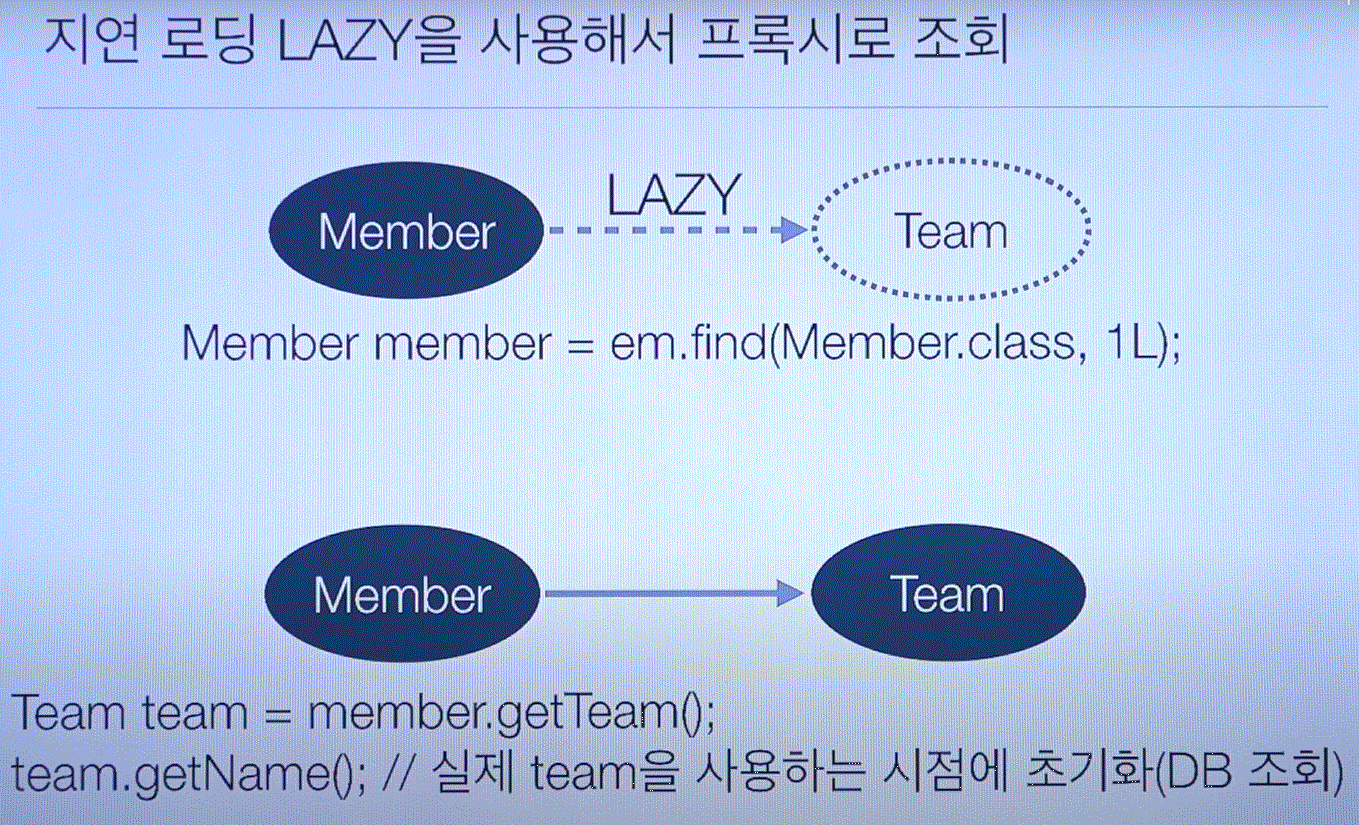 지연 로딩 LAZY을 사용해서 프록시로 조회
Member
LAZY
Team
Member member = em.find(Member.class, 1L);
Member
Team
Team team = member.getTeam();
team.getName(); // 실제 team을 사용하는 시점에 초기화(DB 조회)